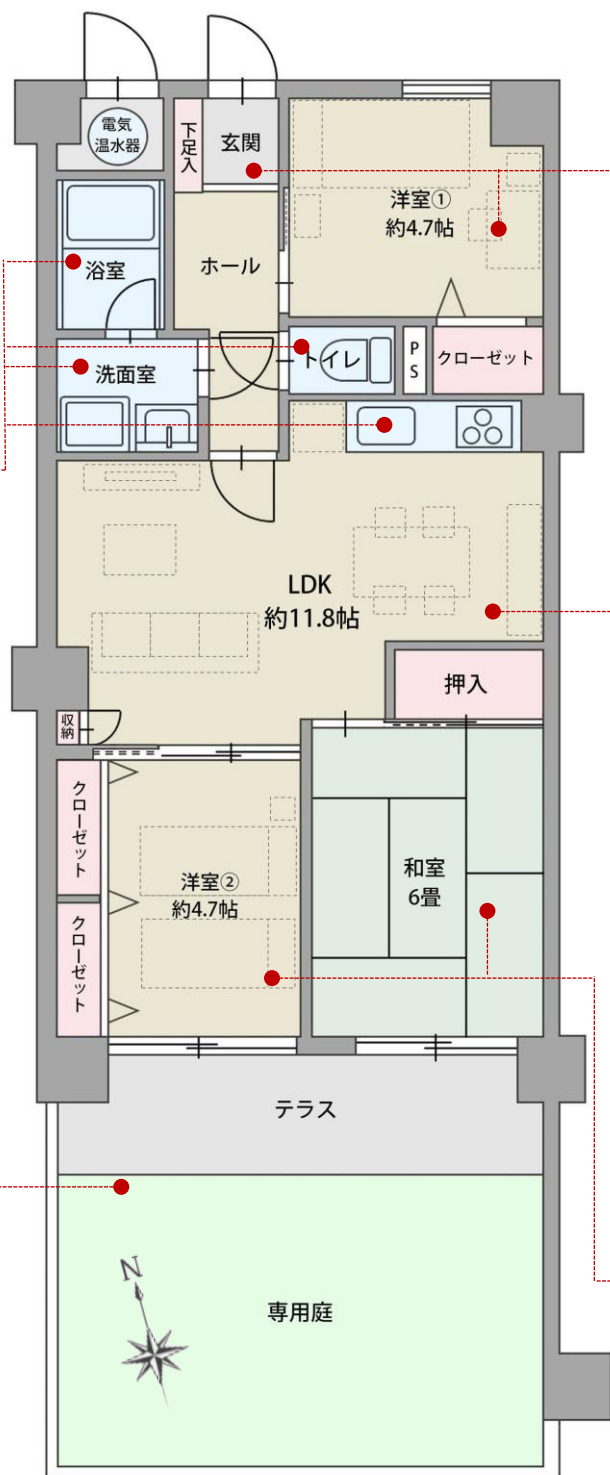 電気
温水器
下足入
玄関
洋室①
約4.7帖
ホール
浴室
トイレ
PS
クローゼット
洗面室
LDK
約11.8帖
押入
収納
クローゼット
洋室②
約4.7帖
和室
6畳
クローゼット
テラス
N
専用庭